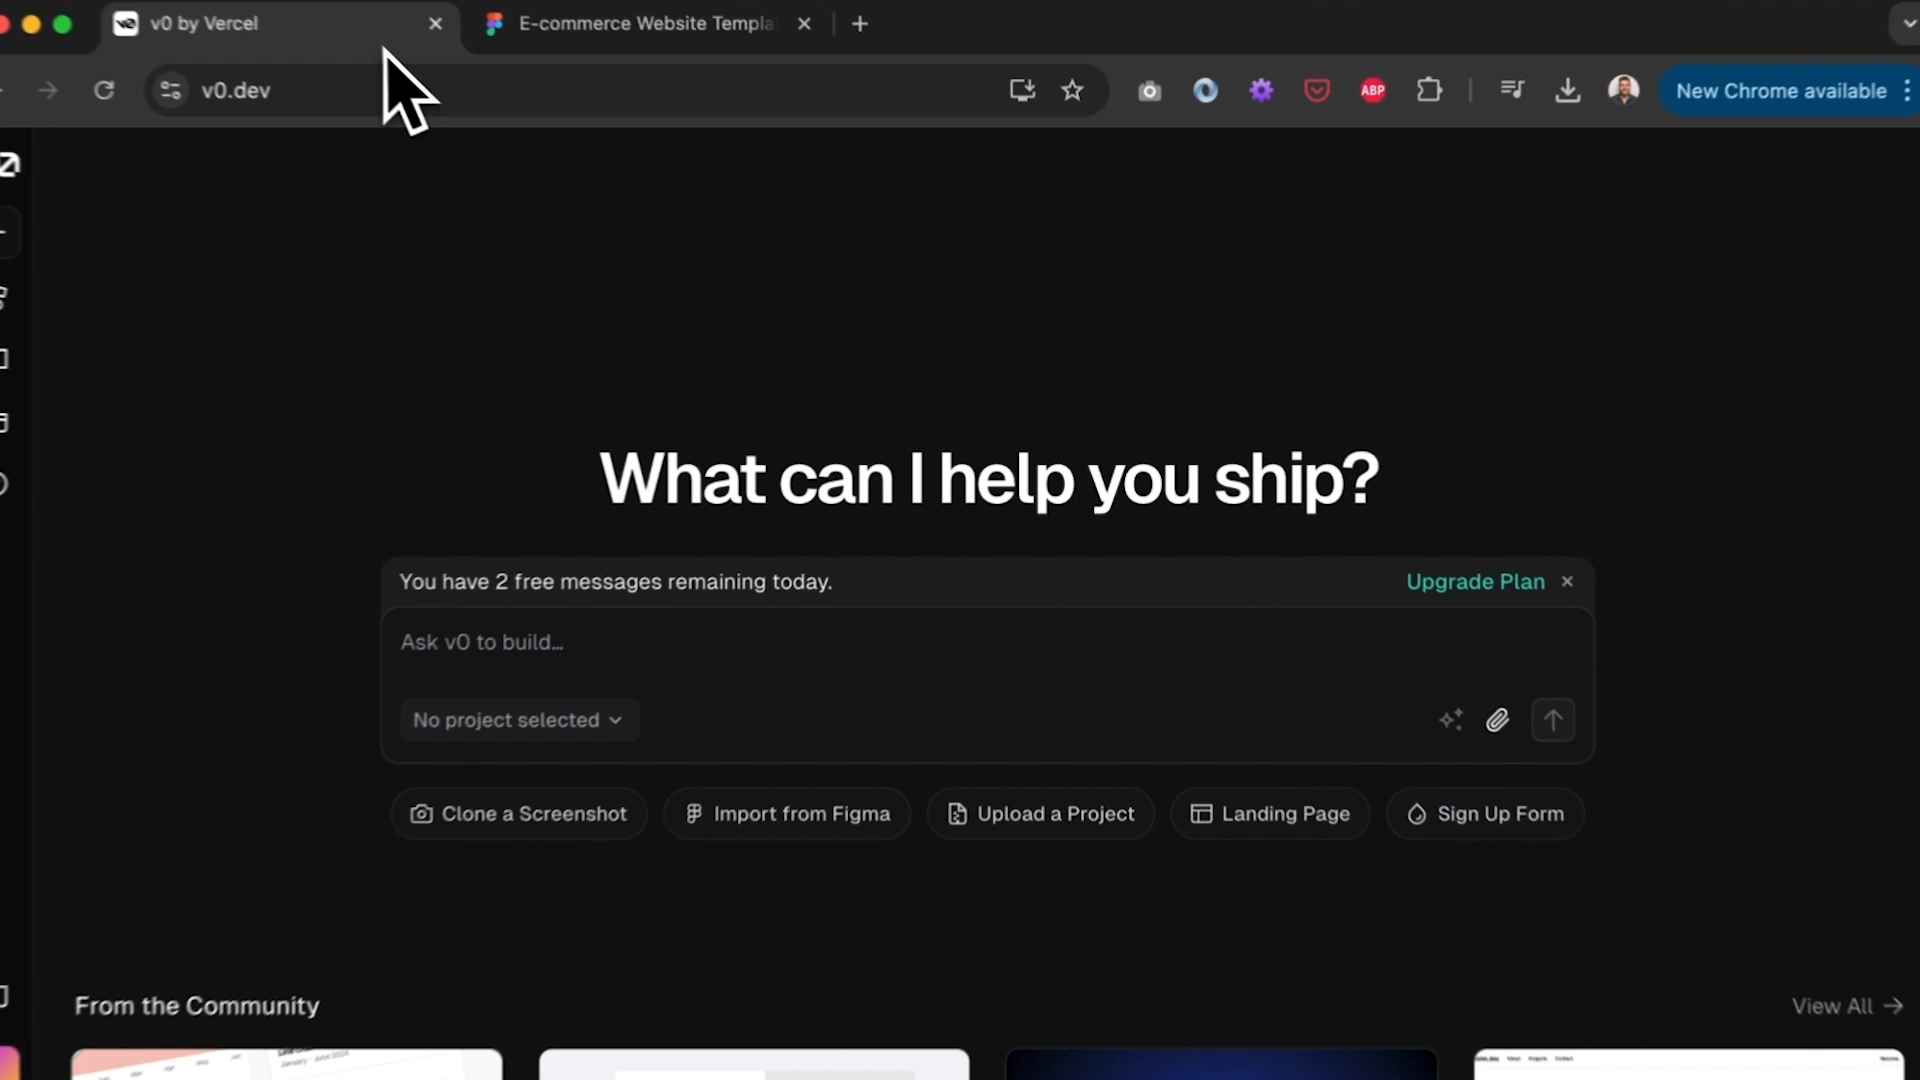 v0 by Vercel
E-commerce Website Templa
v0.dev
ABP
New Chrome available
What can I help you ship?
You have 2 free messages remaining today.
Upgrade Plan
Ask v0 to build...
No project selected
Clone a Screenshot
Import from Figma
Upload a Project
Landing Page
Sign Up Form
From the Community
View All